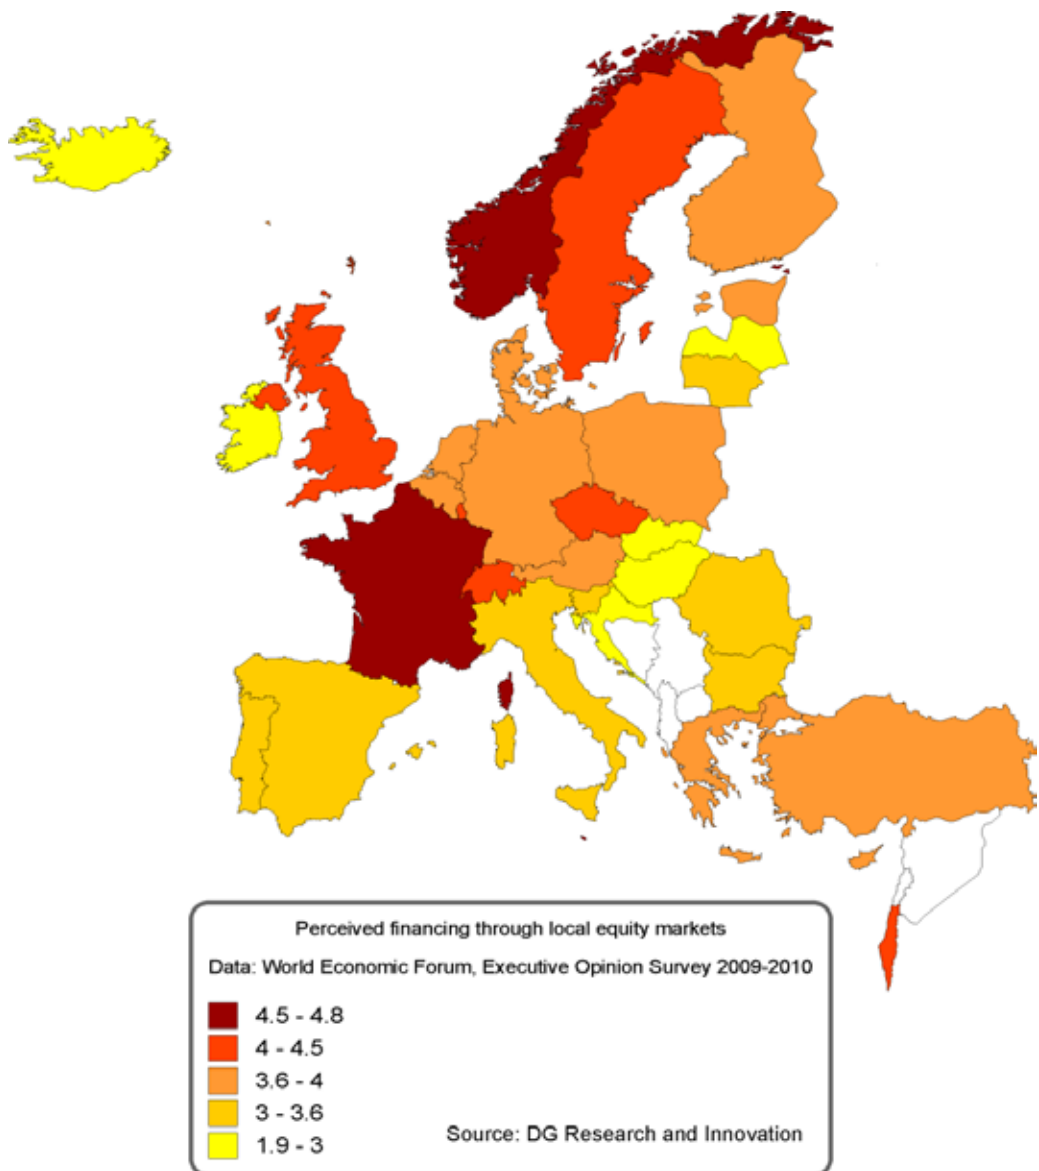 Perceived financing through local equity markets
Data: World Economic Forum, Executive Opinion Survey 2009-2010
4.5 - 4.8
4 - 4.5
3.6 - 4
3 - 3.6
1.9 - 3
Source: DG Research and Innovation